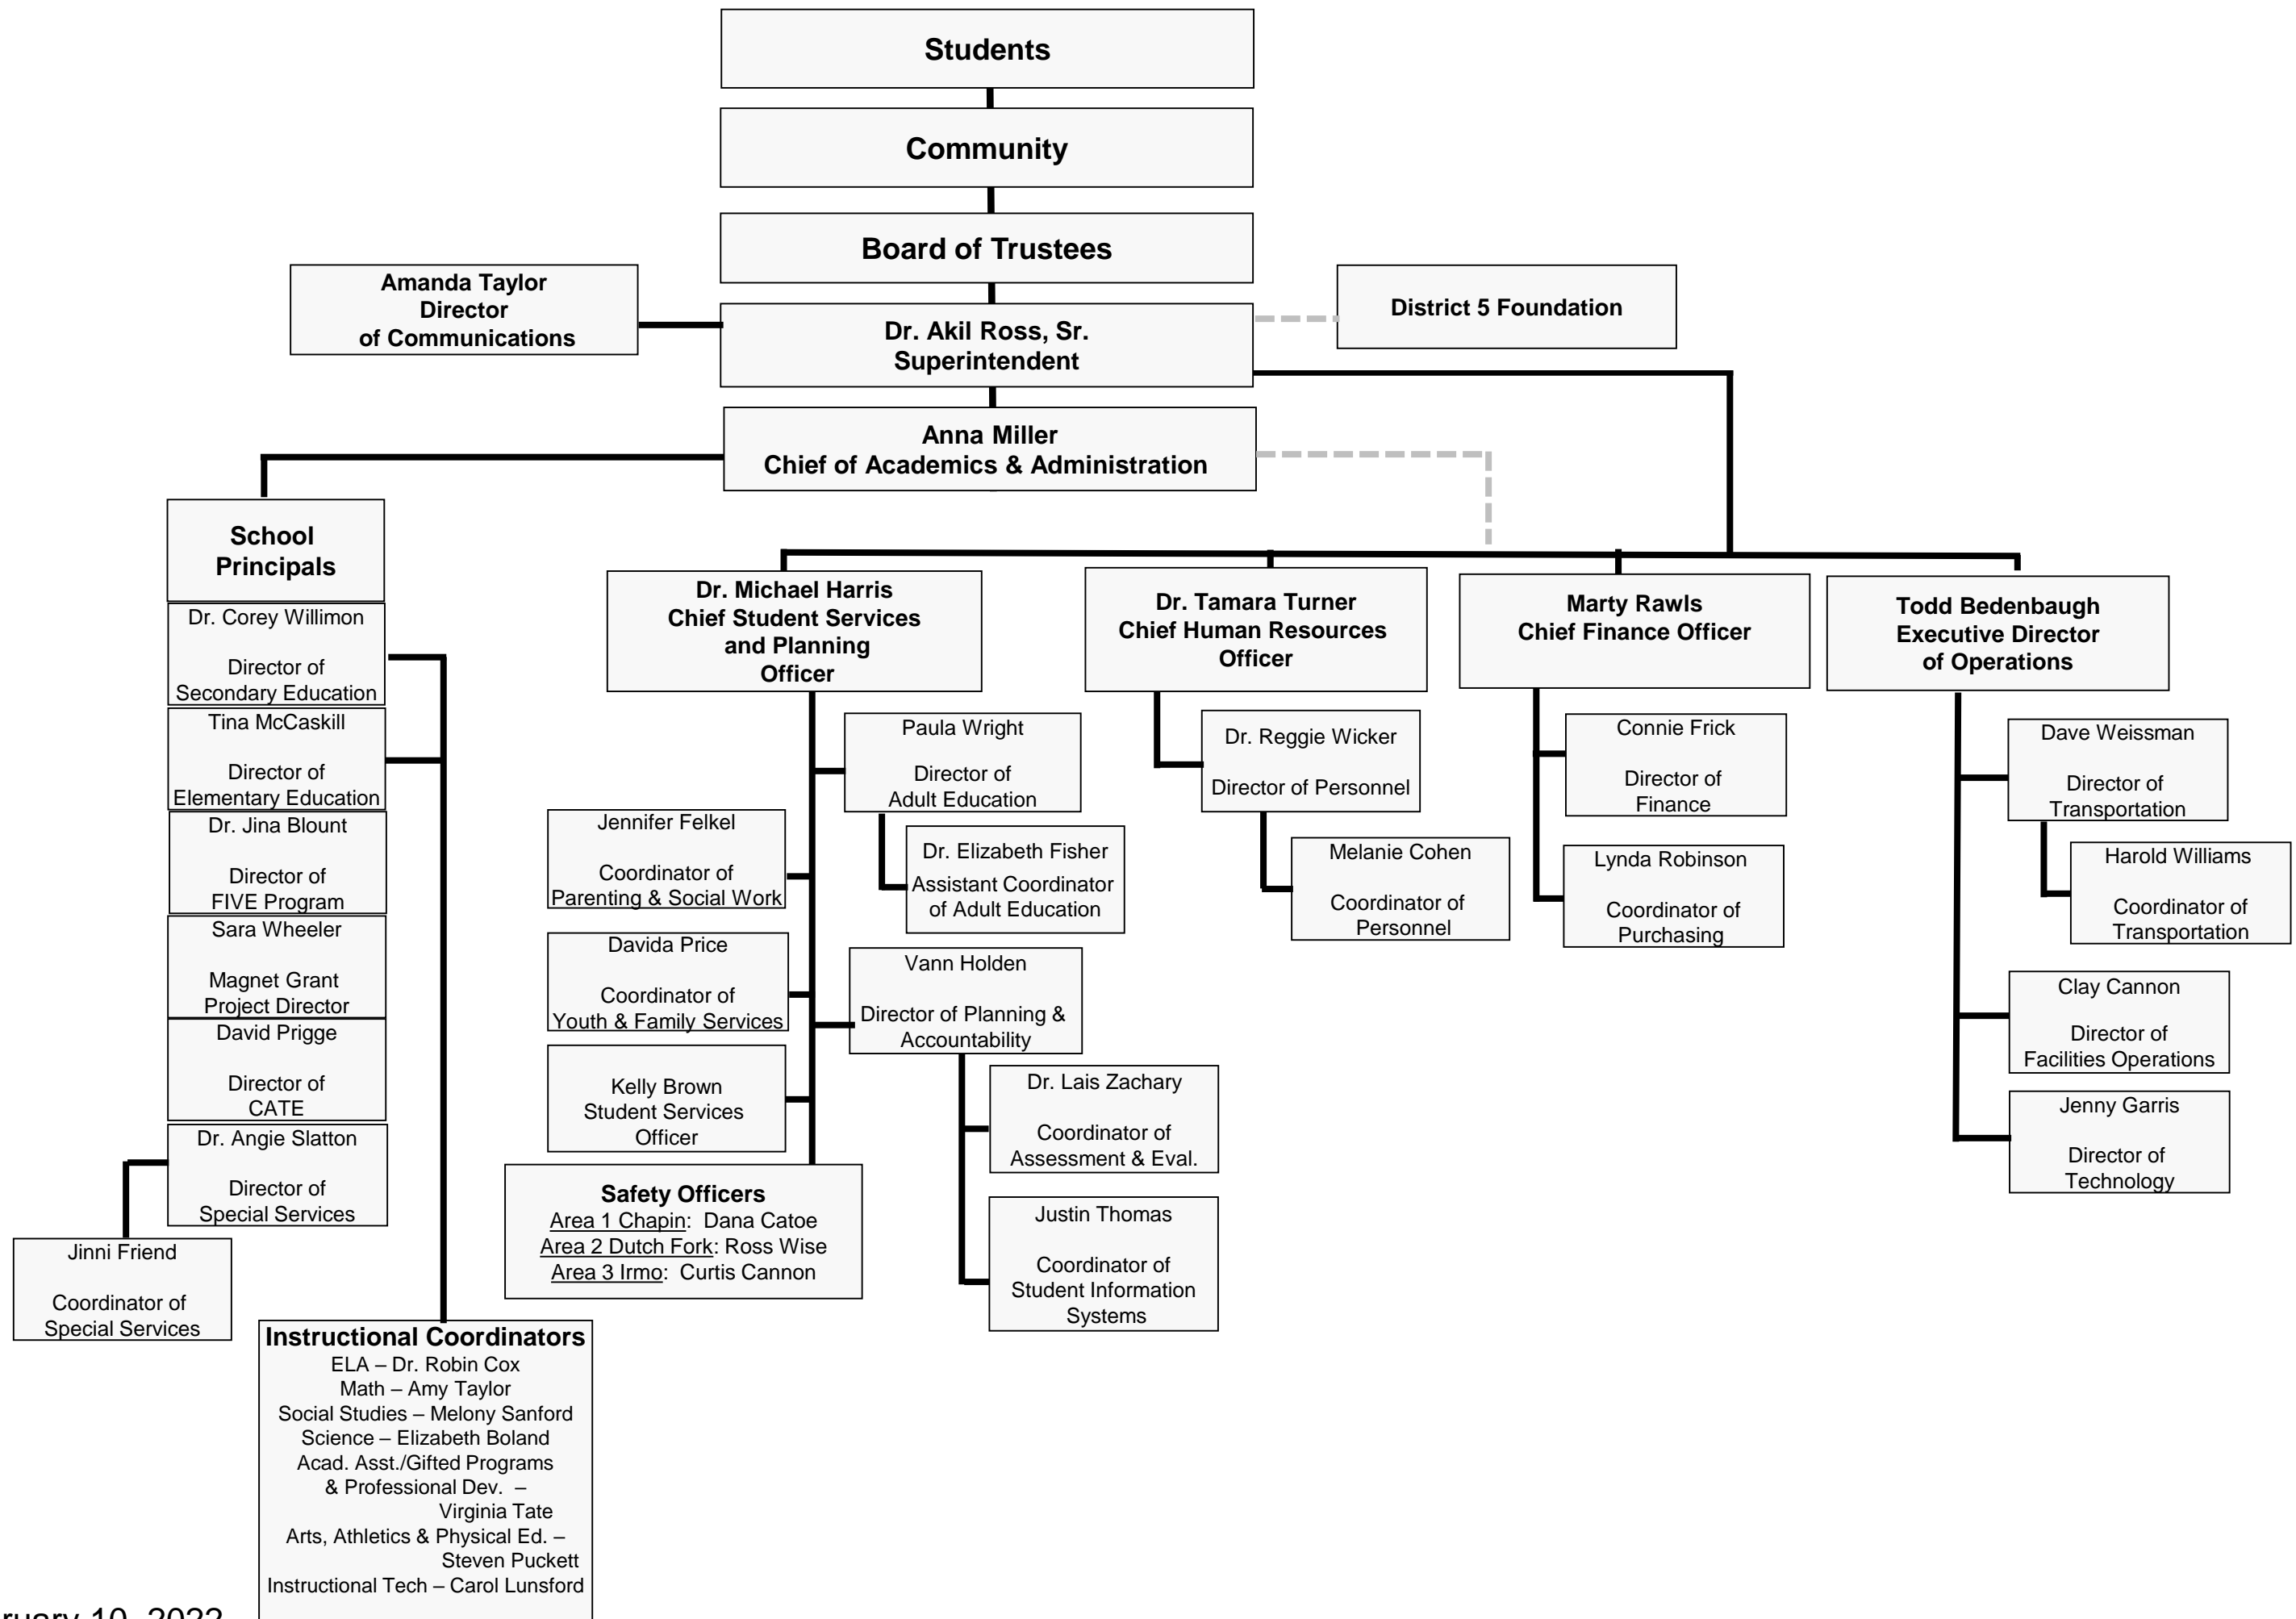 Students
Community
Board of Trustees
Amanda Taylor
Director
of Communications
District 5 Foundation
Dr. Akil Ross, Sr.
Superintendent
Anna Miller
Chief of Academics & Administration
School
Principals
Dr. Corey Willimon
Director of
Secondary Education
Tina McCaskill
Director of
Elementary Education
Dr. Jina Blount
Director of
FIVE Program
Sara Wheeler
Magnet Grant
Project Director
David Prigge
Director of
CATE
Dr. Angie Slatton
Director of
Special Services
Jinni Friend
Coordinator of
Special Services
Instructional Coordinators
ELA – Dr. Robin Cox
Math – Amy Taylor
Social Studies – Melony Sanford
Science – Elizabeth Boland
Acad. Asst./Gifted Programs
& Professional Dev. –
Virginia Tate
Arts, Athletics & Physical Ed. –
Steven Puckett
Instructional Tech – Carol Lunsford
Dr. Michael Harris
Chief Student Services
and Planning
Officer
Jennifer Felkel
Coordinator of
Parenting & Social Work
Davida Price
Coordinator of
Youth & Family Services
Kelly Brown
Student Services
Officer
Safety Officers
Area 1 Chapin: Dana Catoe
Area 2 Dutch Fork: Ross Wise
Area 3 Irmo: Curtis Cannon
Paula Wright
Director of
Adult Education
Dr. Elizabeth Fisher
Assistant Coordinator
of Adult Education
Vann Holden
Director of Planning &
Accountability
Dr. Lais Zachary
Coordinator of
Assessment & Eval.
Justin Thomas
Coordinator of
Student Information
Systems
Dr. Tamara Turner
Chief Human Resources
Officer
Dr. Reggie Wicker
Director of Personnel
Melanie Cohen
Coordinator of
Personnel
Marty Rawls
Chief Finance Officer
Connie Frick
Director of
Finance
Lynda Robinson
Coordinator of
Purchasing
Todd Bedenbaugh
Executive Director
of Operations
Dave Weissman
Director of
Transportation
Harold Williams
Coordinator of
Transportation
Clay Cannon
Director of
Facilities Operations
Jenny Garris
Director of
Technology
ruary 10, 2022